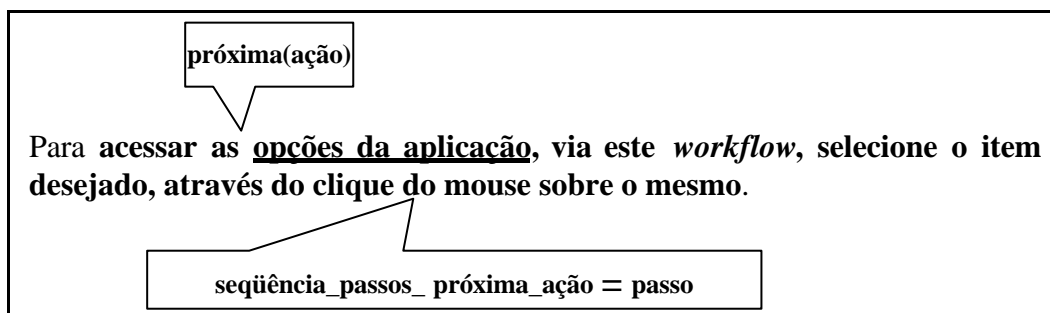 próxima(ação)
Para acessar as opções da aplicação, via este workflow, selecione o item
desejado, através do clique do mouse sobre o mesmo.
seqüência_passos_ próxima_ação = passo